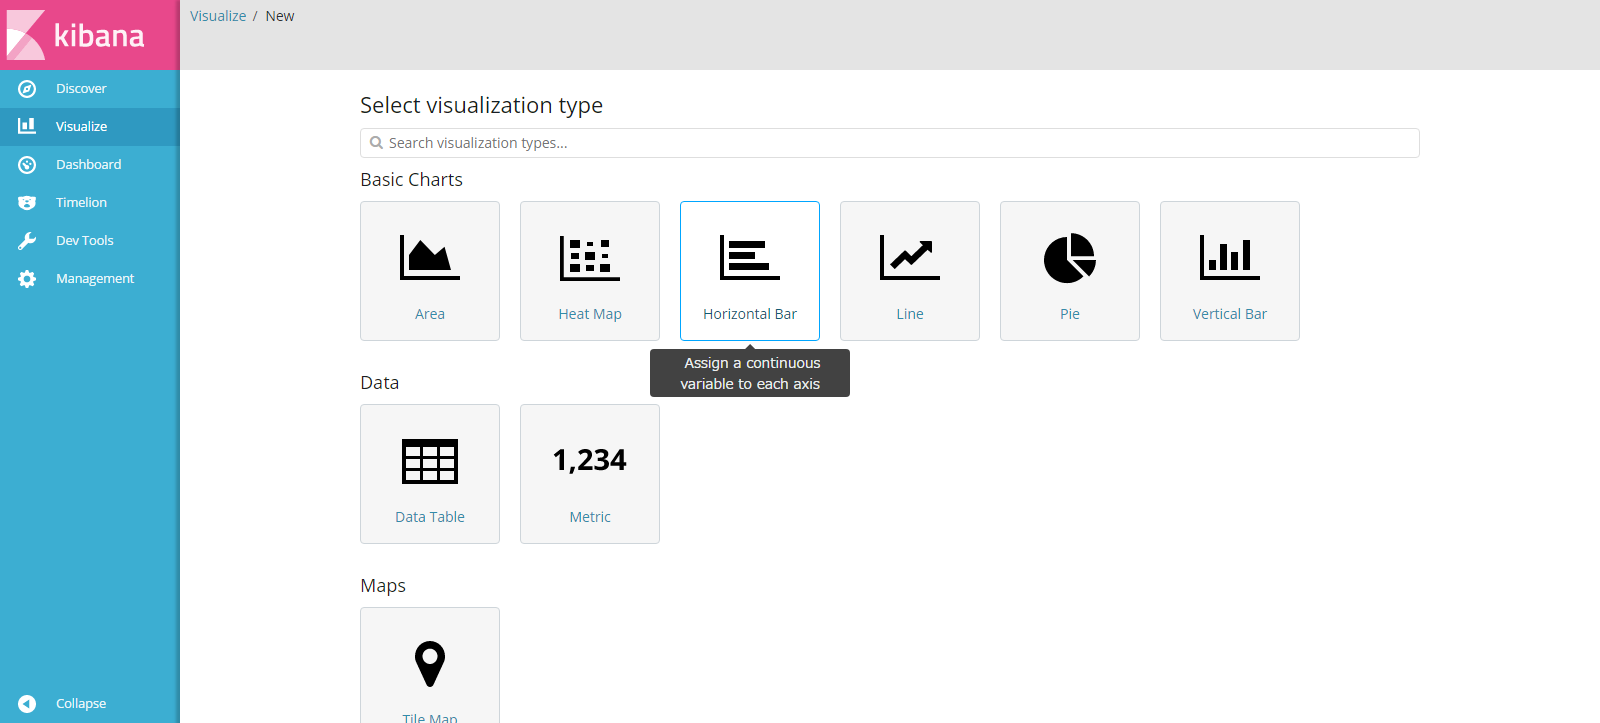 kibana
Visualize / New
Discover
Visualize
Dashboard
Timelion
Dev Tools
Management
Collapse
Select visualization type
Search visualization types...
Basic Charts
Area
Heat Map
Horizontal Bar
Line
Pie
Vertical Bar
Assign a continuous
variable to each axis
Data
Data Table
1,234
Metric
Maps
Tile Map